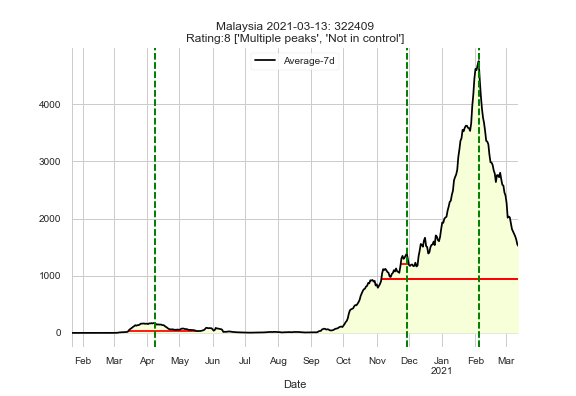 Malaysia 2021-03-13: 322409
Rating:8 ['Multiple peaks', 'Not in control']
Average-7d
4000
3000
2000
1000
0
Feb Mar Apr May Jun Jul Aug Sep Oct Nov Dec Jan Feb Mar
2021
Date